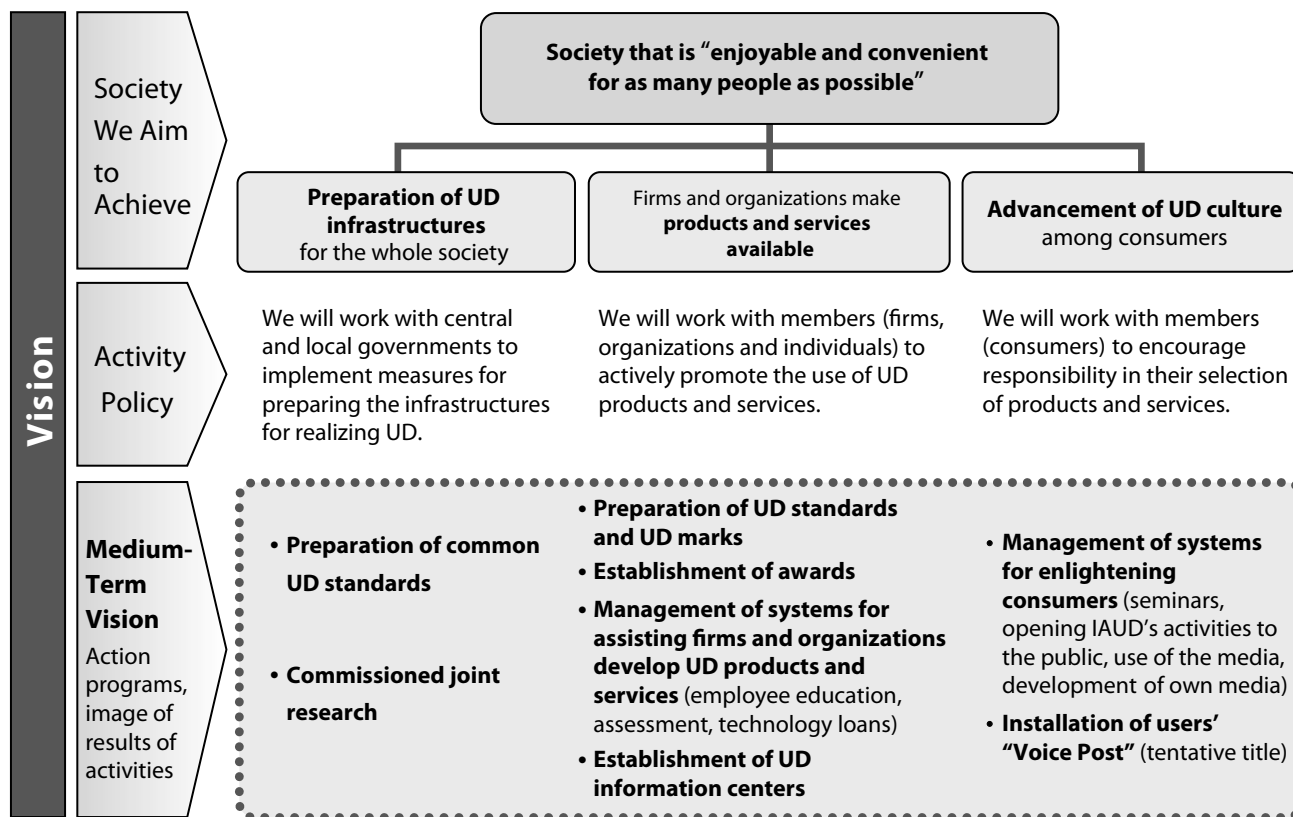 Vision
Society
We Aim
to
Achieve
Society that is “enjoyable and convenient
for as many people as possible”
Preparation of UD
infrastructures
for the whole society
Firms and organizations make
products and services
available
Advancement of UD culture
among consumers
Activity
Policy
We will work with central
and local governments to
implement measures for
preparing the infrastructures
for realizing UD.
We will work with members (firms,
organizations and individuals) to
actively promote the use of UD
products and services.
We will work with members
(consumers) to encourage
responsibility in their selection
of products and services.
Medium-
Term
Vision
Action
programs,
image of
results of
activities
• Preparation of common
UD standards
• Commissioned joint
research
• Preparation of UD standards
and UD marks
• Establishment of awards
• Management of systems for
assisting firms and organizations
develop UD products and
services (employee education,
assessment, technology loans)
• Establishment of UD
information centers
• Management of systems
for enlightening
consumers (seminars,
opening IAUD’s activities to
the public, use of the media,
development of own media)
• Installation of users’
“Voice Post” (tentative title)